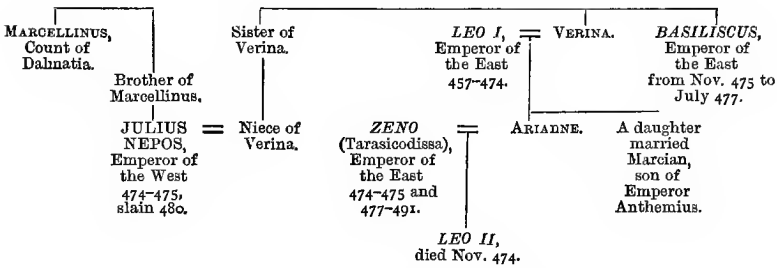 MARCELLINUS,
Count of
Dalmatia.
Brother of
Marcellinus.
JULIUS
NEPOS,
Emperor of
the West
474-475,
slain 480.
=
Sister of
Verina.
Niece of
Verina.
LEO I,
Emperor of
the East
457-474.
=
VERINA.
BASILISCUS,
Emperor of
the East
from Nov. 475 to
July 477.
ZENO
(Tarasicodissa),
Emperor of
the East
474-475 and
477-491.
=
ARIADNE.
A daughter
married
Marcian,
son of
Emperor
Anthemius.
LEO II,
died Nov. 474.